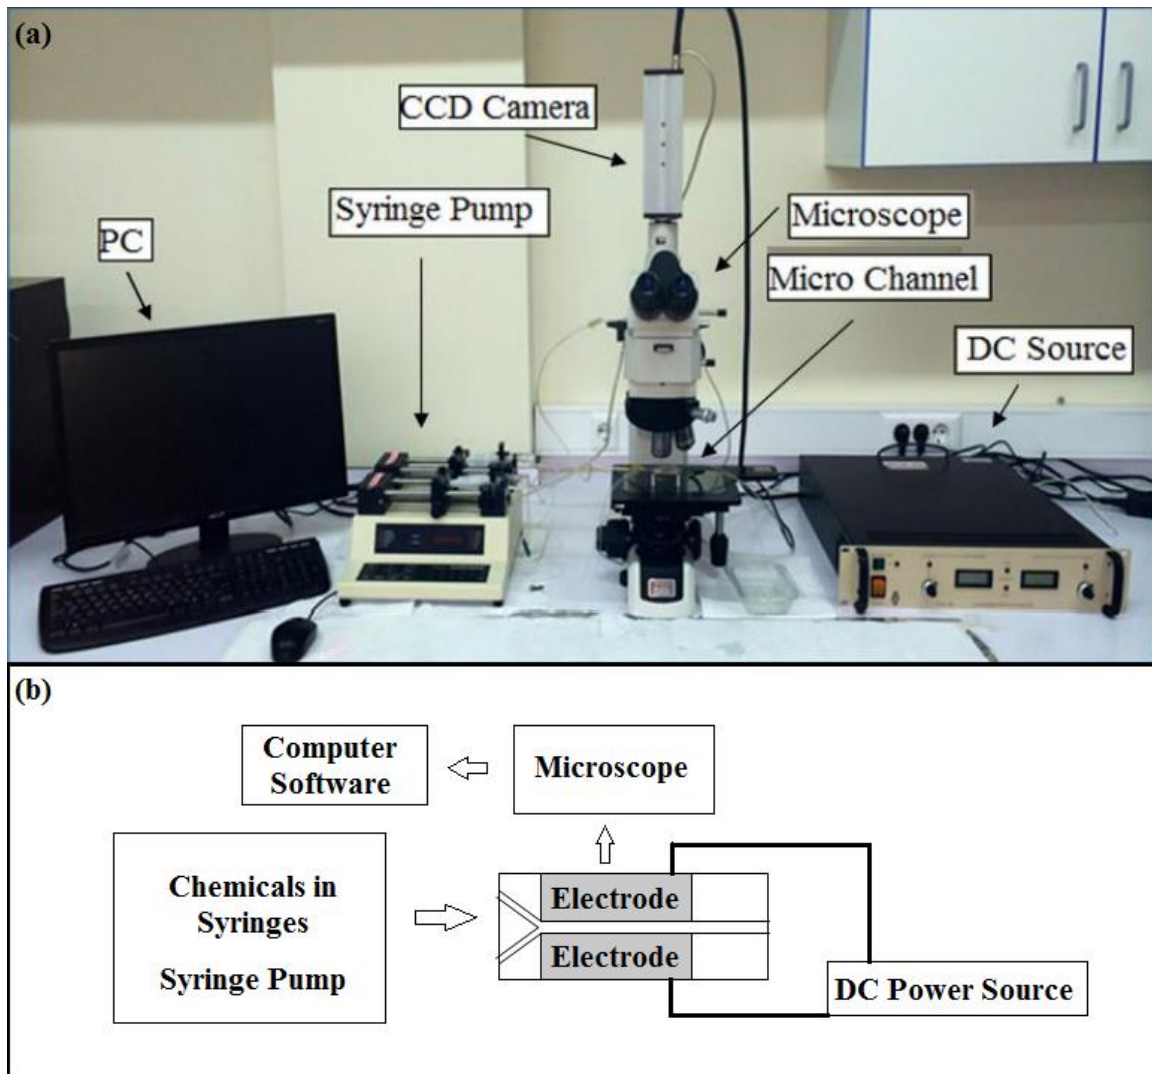 (a)
CCD Camera
Syringe Pump
Microscope
PC
Micro Channel
DC Source
(b)
Computer
Software
Microscope
Chemicals in
Syringes
Syringe Pump
Electrode
Electrode
DC Power Source